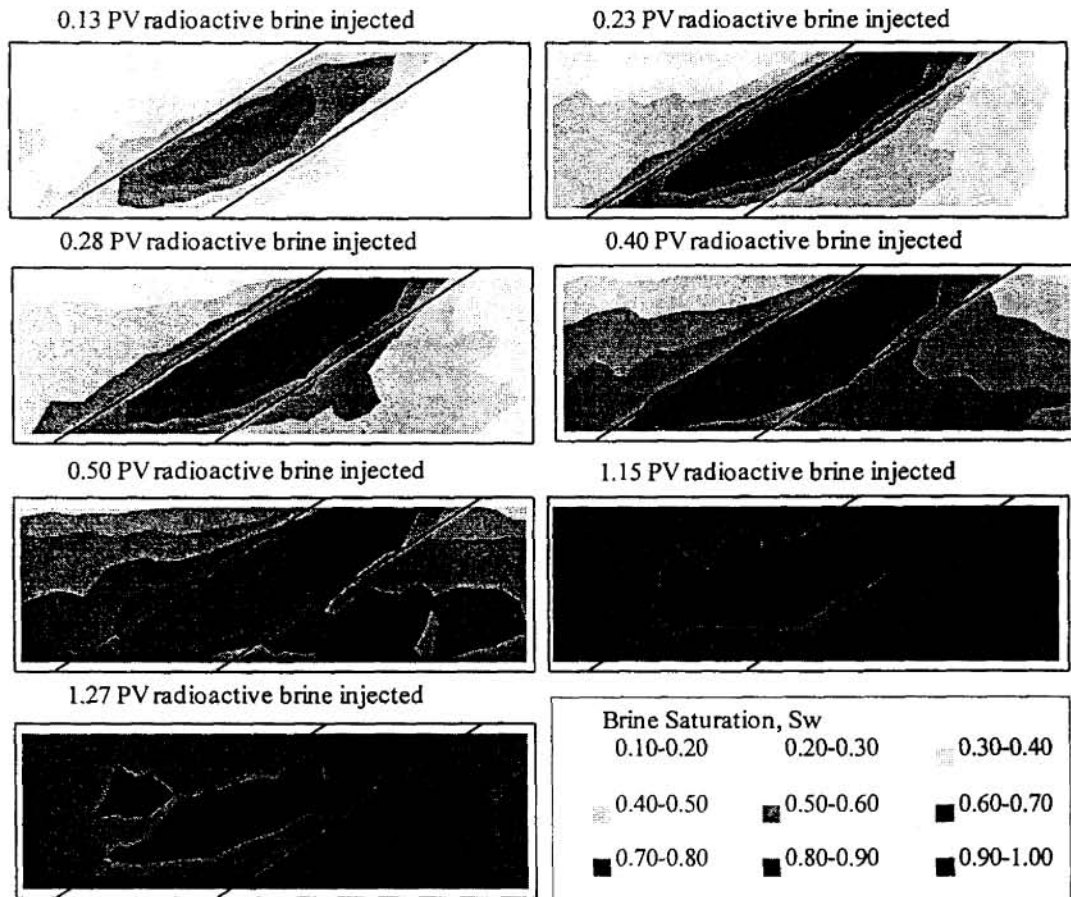 0.13 PV radioactive brine injected
0.23 PV radioactive brine injected
0.28 PV radioactive brine injected
0.40 PV radioactive brine injected
0.50 PV radioactive brine injected
1.15 PV radioactive brine injected
1.27 PV radioactive brine injected
Brine Saturation, Sw
0.10-0.20 0.20-0.30 0.30-0.40
0.40-0.50 0.50-0.60 0.60-0.70
0.70-0.80 0.80-0.90 0.90-1.00